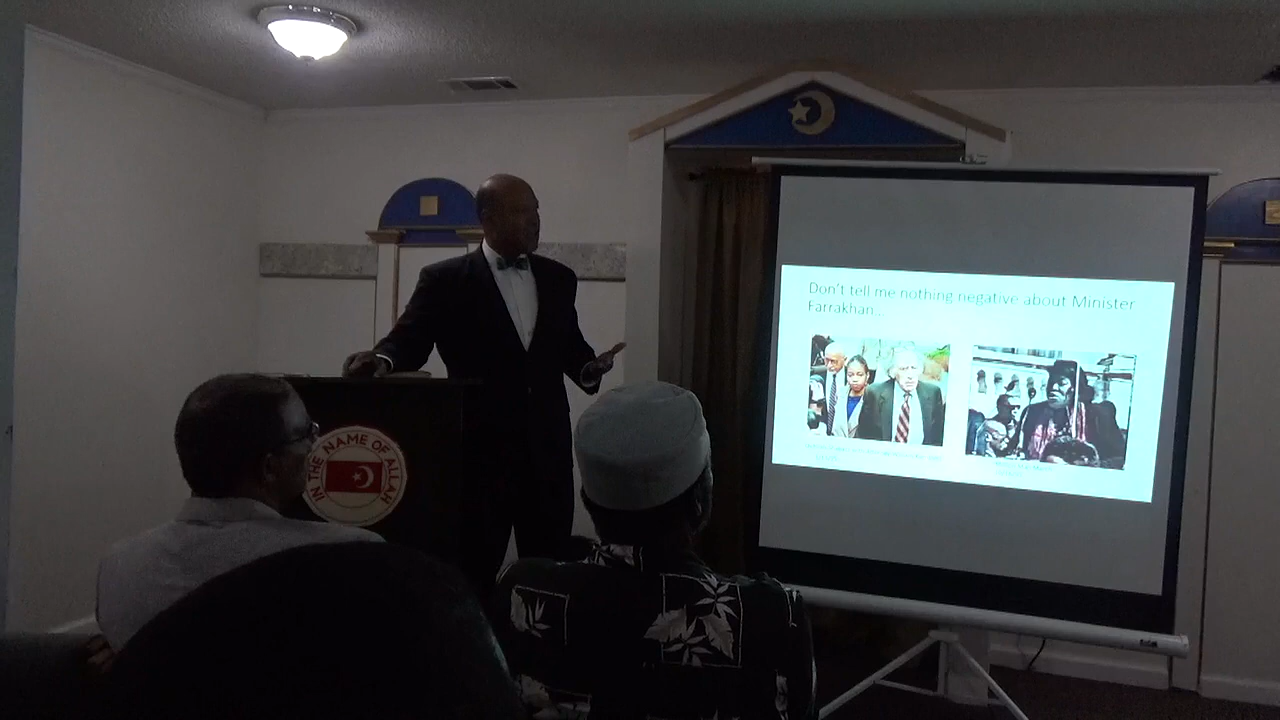 Don't tell me nothing negative about Minister
Farrakhan...
IN THE NAME OF ALLAH